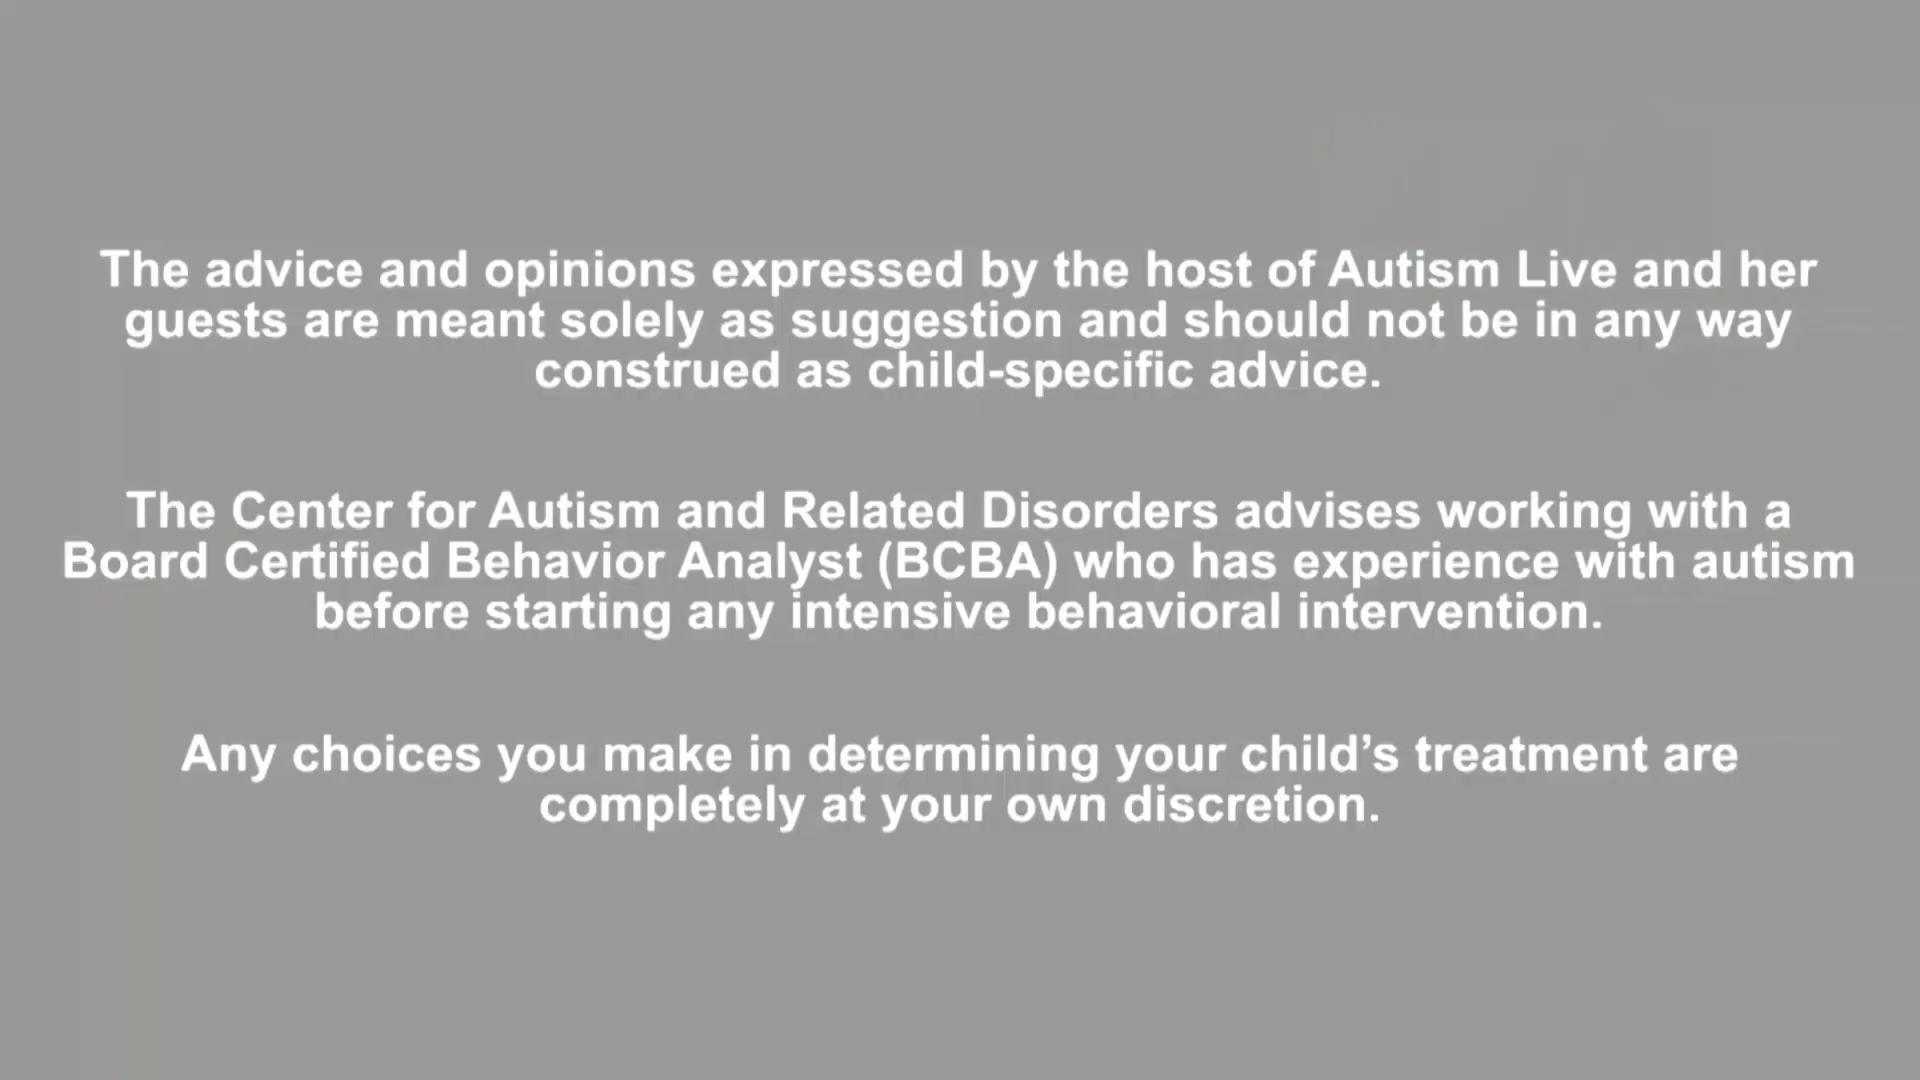 The advice and opinions expressed by the host of Autism Live and her
guests are meant solely as suggestion and should not be in any way
construed as child-specific advice.
The Center for Autism and Related Disorders advises working with a
Board Certified Behavior Analyst (BCBA) who has experience with autism
before starting any intensive behavioral intervention.
Any choices you make in determining your child’s treatment are
completely at your own discretion.